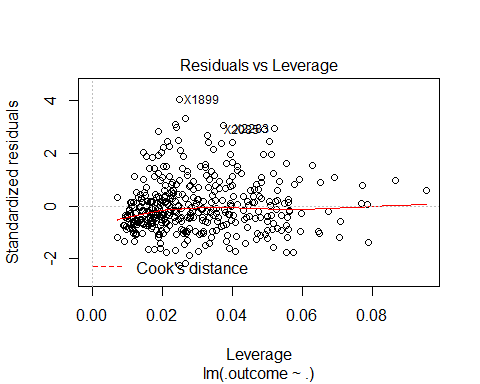 Residuals vs Leverage
Standardized residuals
4
2
0
-2
X1899
Cook's distance
0.00
0.02
0.04
0.06
0.08
Leverage
lm(.outcome ~ .)